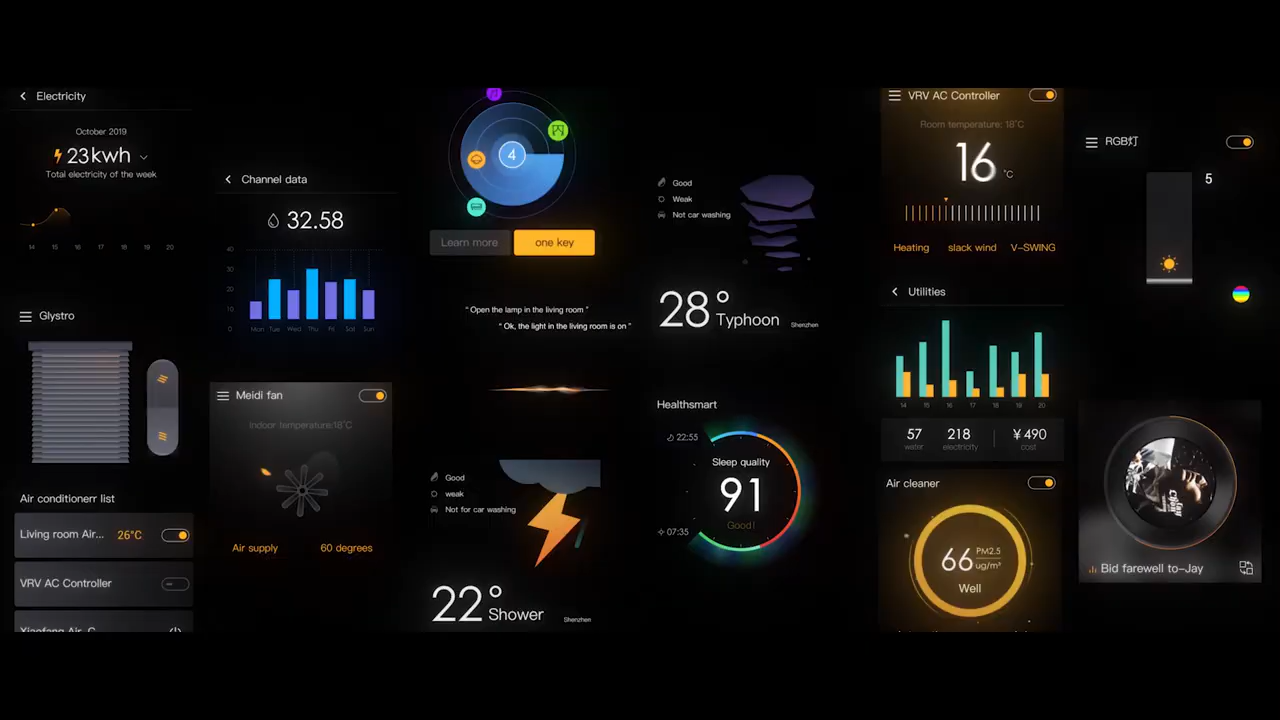 Electricity
October 2019
23kwh
Total electricity of the week
14 15 16 17 18 19 20
Glystro
Air conditionerr list
Living room Air... 26°C
VRV AC Controller
Channel data
32.58
40
30
20
10
0
Mon Tue Wed Thu Fri Sat Sun
Meidi fan
Indoor temperature:18°C
Air supply 60 degrees
4
Learn more one key
“ Open the lamp in the living room ”
“ Ok, the light in the living room is on ”
Good
weak
Not for car washing
22° Shower Shenzhen
Good
Weak
Not car washing
28° Typhoon Shenzhen
Healthsmart
22:55
Sleep quality
91
Good!
07:35
VRV AC Controller
Room temperature: 18°C
16 °C
Heating slack wind V-SWING
Utilities
14 15 16 17 18 19 20
57 218 ¥490
water electricity cost
Air cleaner
66 PM2.5 ug/m³
Well
RGB灯
5
Bid farewell to-Jay